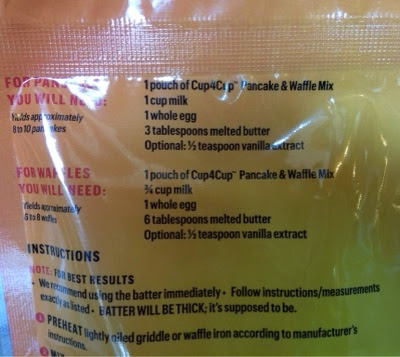 FOR PANCAKES
YOU WILL NEED:
Yields approximately
8 to 10 pancakes
1 pouch of Cup4Cup™ Pancake & Waffle Mix
1 cup milk
1 whole egg
3 tablespoons melted butter
Optional: ½ teaspoon vanilla extract
FOR WAFFLES
YOU WILL NEED:
Yields approximately
6 to 8 waffles
1 pouch of Cup4Cup™ Pancake & Waffle Mix
¾ cup milk
1 whole egg
6 tablespoons melted butter
Optional: ½ teaspoon vanilla extract
INSTRUCTIONS
NOTE: FOR BEST RESULTS
• We recommend using the batter immediately • Follow instructions/measurements
exactly as listed • BATTER WILL BE THICK; it's supposed to be.
1 PREHEAT lightly oiled griddle or waffle iron according to manufacturer's
instructions.